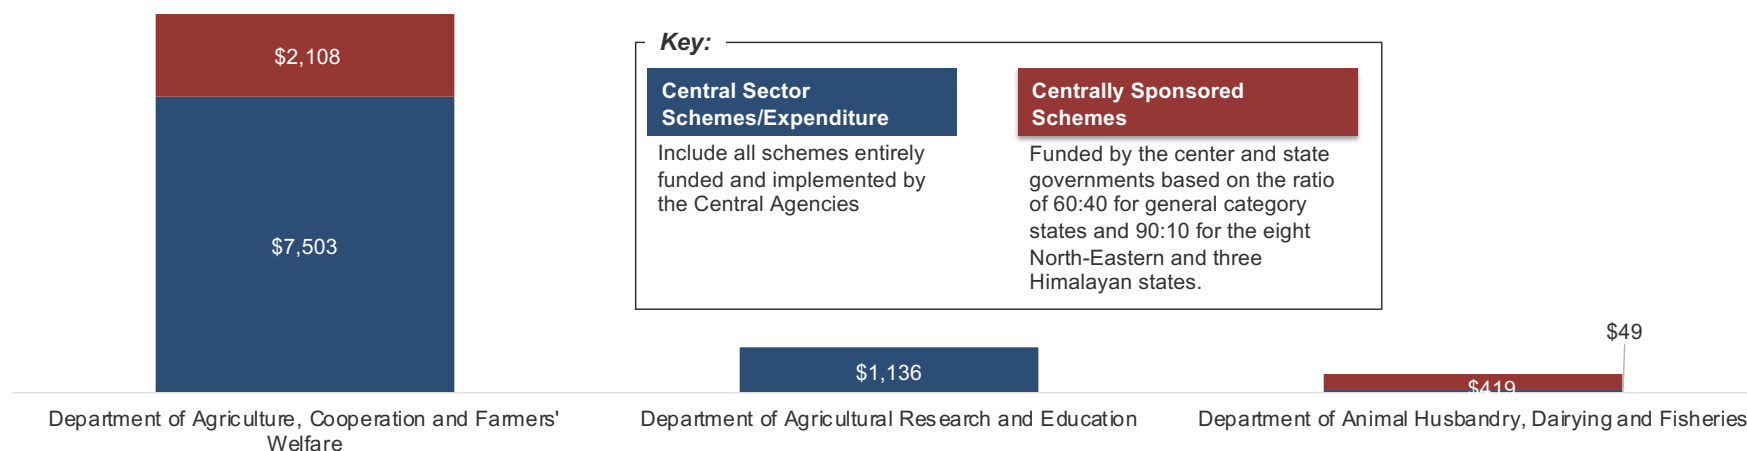 $2,108
$7,503
Key:
Central Sector
Schemes/Expenditure
Include all schemes entirely
funded and implemented by
the Central Agencies
Centrally Sponsored
Schemes
Funded by the center and state
governments based on the ratio
of 60:40 for general category
states and 90:10 for the eight
North-Eastern and three
Himalayan states.
$1,136
$49
$419
Department of Agriculture, Cooperation and Farmers'
Welfare
Department of Agricultural Research and Education
Department of Animal Husbandry, Dairying and Fisheries